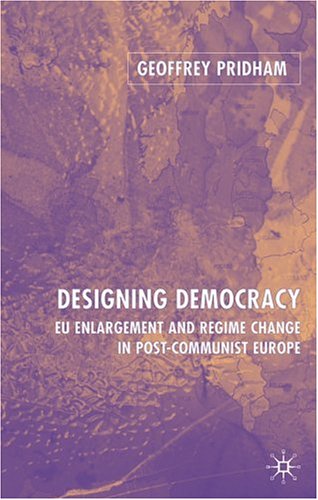 GEOFFREY PRIDHAM
DESIGNING DEMOCRACY
EU ENLARGEMENT AND REGIME CHANGE
IN POST-COMMUNIST EUROPE